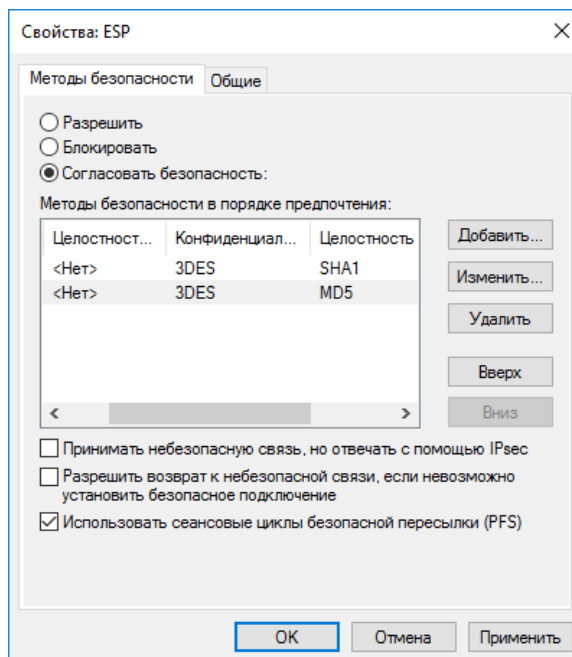 Свойства: ESP
Методы безопасности
Общие
Разрешить
Блокировать
Согласовать безопасность:
Методы безопасности в порядке предпочтения:
Целостност... Конфиденциал... Целостность
<Нет> 3DES SHA1
<Нет> 3DES MD5
Добавить...
Изменить...
Удалить
Вверх
Вниз
Принимать небезопасную связь, но отвечать с помощью IPsec
Разрешить возврат к небезопасной связи, если невозможно
установить безопасное подключение
Использовать сеансовые циклы безопасной пересылки (PFS)
OK
Отмена
Применить